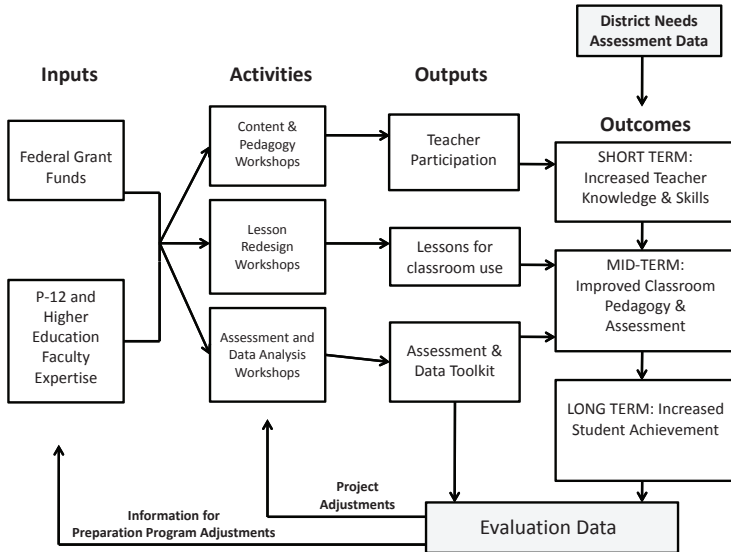 District Needs
Assessment Data
Inputs
Activities
Outputs
Outcomes
Federal Grant
Funds
P-12 and
Higher
Education
Faculty
Expertise
Content &
Pedagogy
Workshops
Lesson
Redesign
Workshops
Assessment and
Data Analysis
Workshops
Teacher
Participation
Lessons for
classroom use
Assessment &
Data Toolkit
SHORT TERM:
Increased Teacher
Knowledge & Skills
MID-TERM:
Improved Classroom
Pedagogy &
Assessment
LONG TERM: Increased
Student Achievement
Project
Adjustments
Information for
Preparation Program Adjustments
Evaluation Data